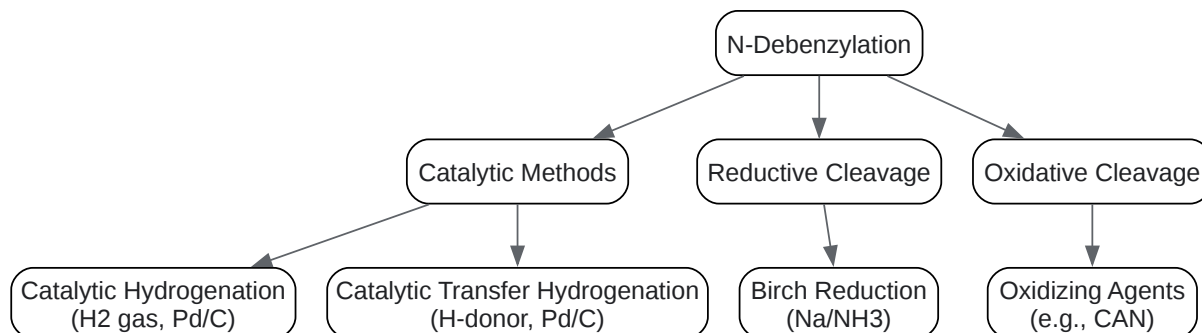 N-Debenzylation
Catalytic Methods
Reductive Cleavage
Oxidative Cleavage
Catalytic Hydrogenation
(H2 gas, Pd/C)
Catalytic Transfer Hydrogenation
(H-donor, Pd/C)
Birch Reduction
(Na/NH3)
Oxidizing Agents
(e.g., CAN)